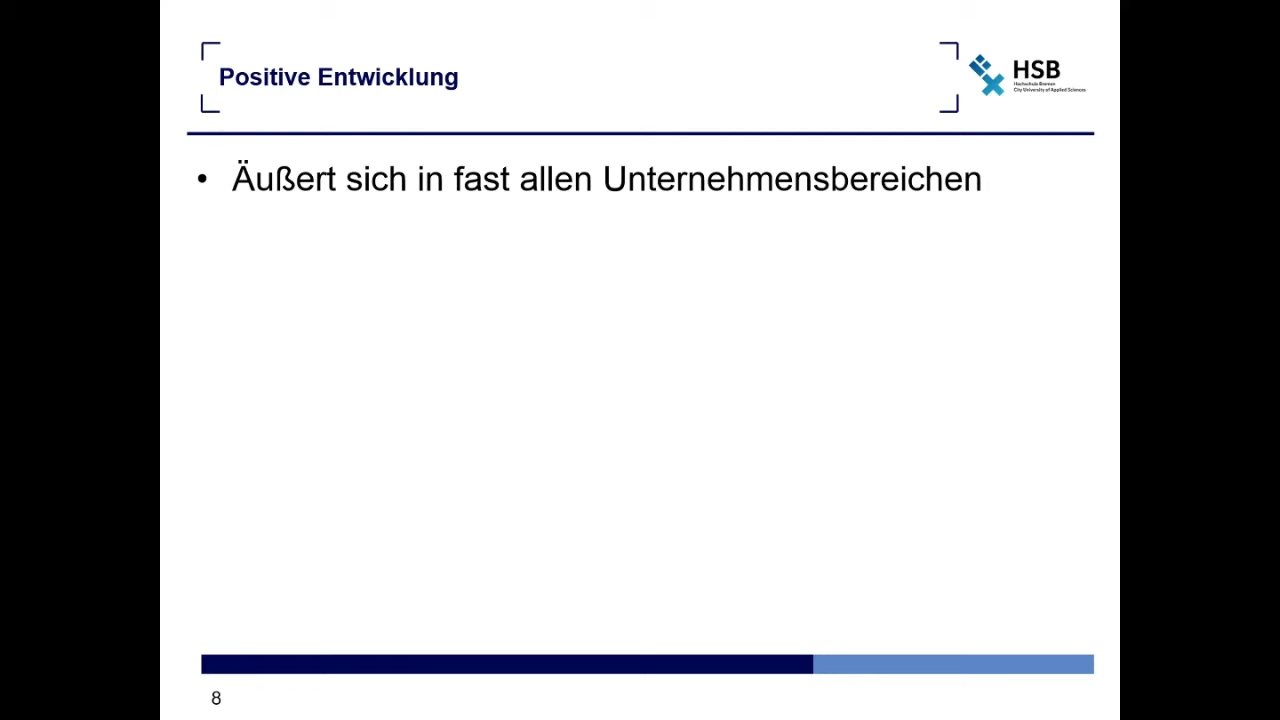 Positive Entwicklung
HSB
Hochschule Bremen
City University of Applied Sciences
• Äußert sich in fast allen Unternehmensbereichen
8